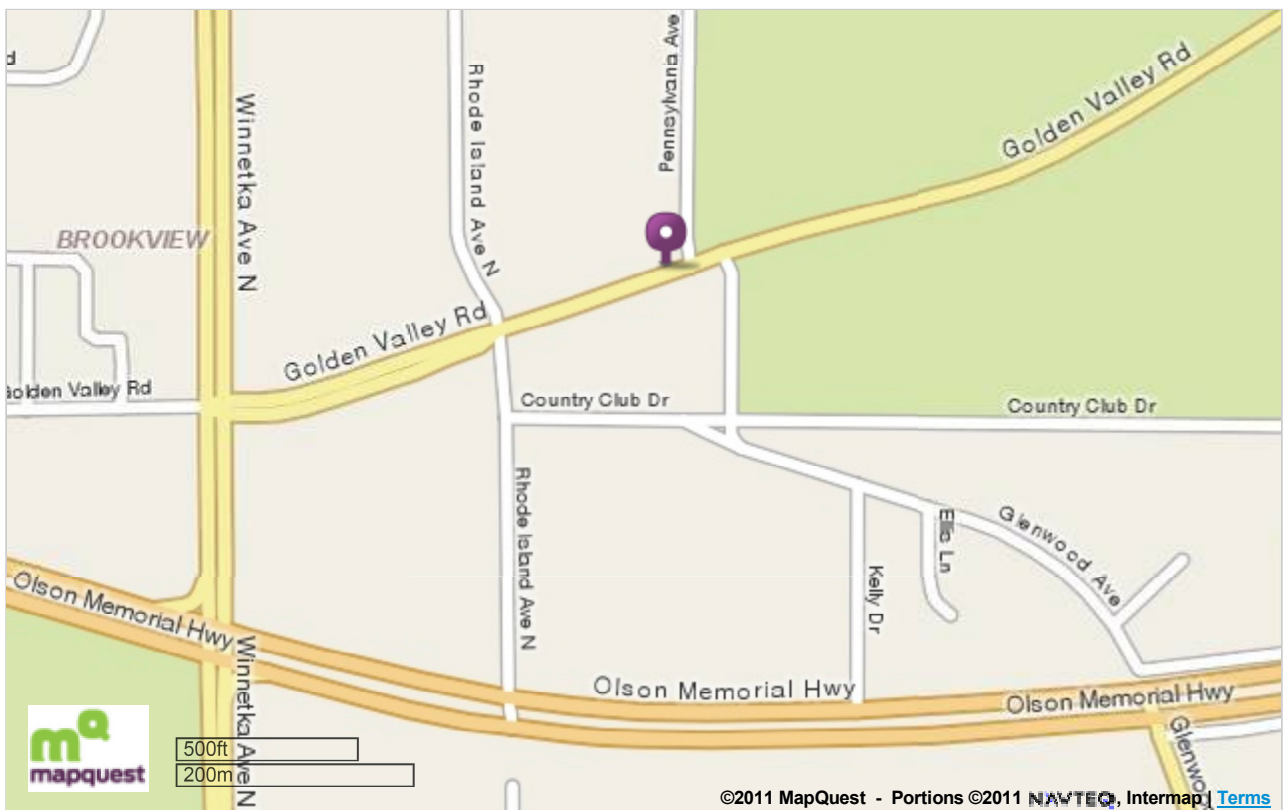 d
Winnetka Ave N
Rhode Island Ave N
Pennsylvania Ave
Golden Valley Rd
BROOKVIEW
Golden Valley Rd
Golden Valley Rd
Country Club Dr
Country Club Dr
Rhode Island Ave N
Kelly Dr
Ellis Ln
Glenwood Ave
Olson Memorial Hwy
Winnetka Ave N
Olson Memorial Hwy
Olson Memorial Hwy
Glenwo
mq
mapquest
500ft
200m
©2011 MapQuest - Portions ©2011 NAVTEQ, Intermap | Terms